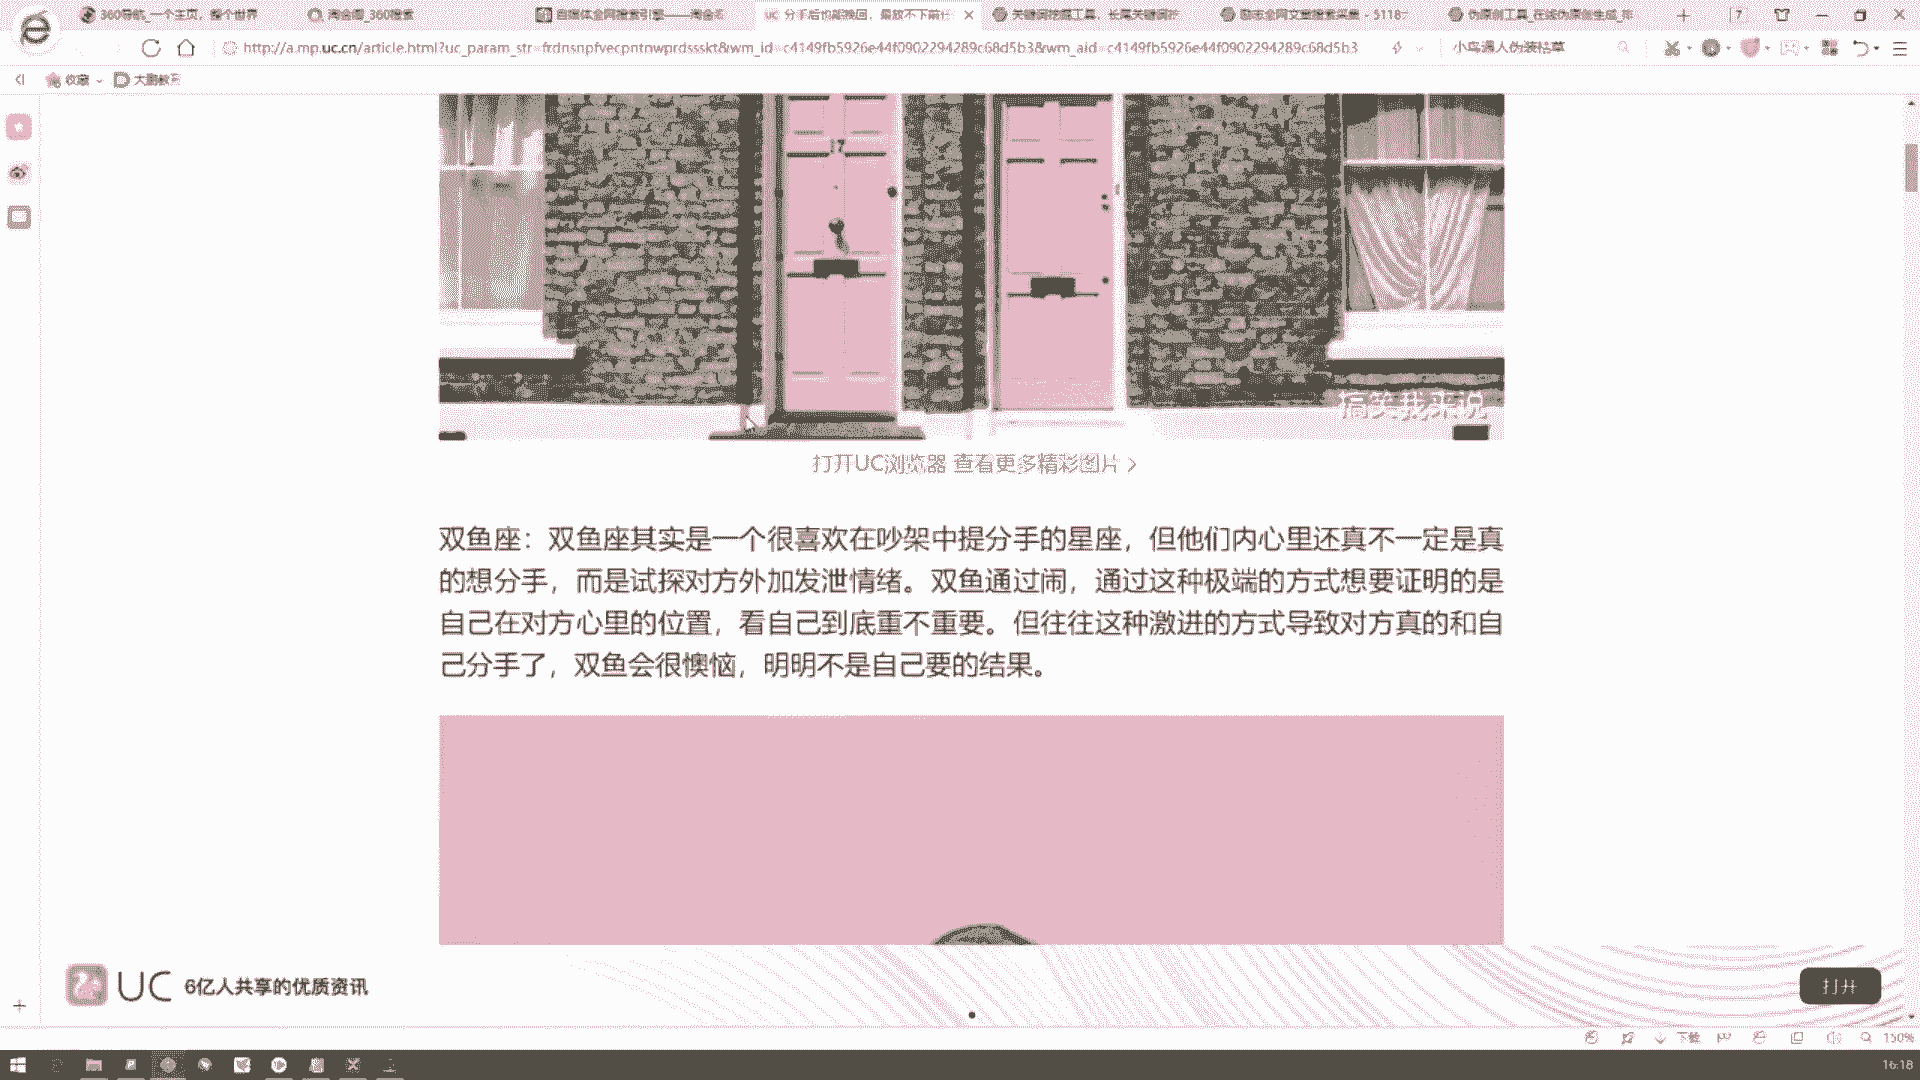 360导航_一个主页，整个世界
淘金阁_360搜索
自媒体全网搜索引擎——淘金阁
分手后也能挽回，最放不下前任
关键词挖掘工具、长尾关键词挖
励志全网文章搜索采集 - 5118
伪原创工具_在线伪原创生成_
7
http://a.mp.uc.cn/article.html?uc_param_str=frdnsnpfvecpntnwprdssskt&wm_id=c4149fb5926e44f0902294289c68d5b3&wm_aid=c4149fb5926e44f0902294289c68d5b3
小鸟遇人伪装枯草
收藏
大鹏教育
17
搞笑我来说
打开UC浏览器 查看更多精彩图片 >
双鱼座：双鱼座其实是一个很喜欢在吵架中提分手的星座，但他们内心里还真不一定是真
的想分手，而是试探对方外加发泄情绪。双鱼通过闹，通过这种极端的方式想要证明的是
自己在对方心里的位置，看自己到底重不重要。但往往这种激进的方式导致对方真的和自
己分手了，双鱼会很懊恼，明明不是自己要的结果。
UC 6亿人共享的优质资讯
打开
下载
150%
16:18